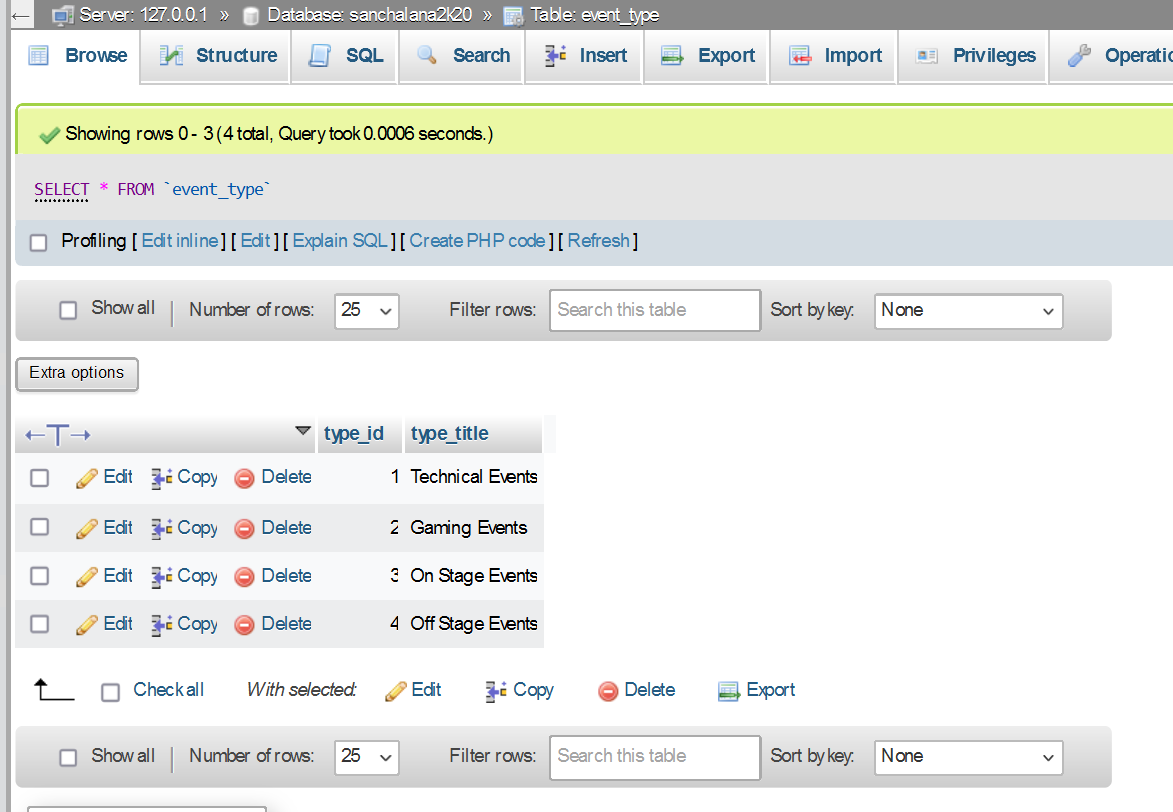 ← Server: 127.0.0.1 » Database: sanchalana2k20 » Table: event_type
Browse Structure SQL Search Insert Export Import Privileges Operatio
Showing rows 0 - 3 (4 total, Query took 0.0006 seconds.)
SELECT * FROM `event_type`
Profiling [ Edit inline ] [ Edit ] [ Explain SQL ] [ Create PHP code ] [ Refresh ]
Show all | Number of rows: 25 Filter rows: Search this table Sort by key: None
Extra options
←T→ type_id type_title
Edit Copy Delete 1 Technical Events
Edit Copy Delete 2 Gaming Events
Edit Copy Delete 3 On Stage Events
Edit Copy Delete 4 Off Stage Events
Check all With selected: Edit Copy Delete Export
Show all | Number of rows: 25 Filter rows: Search this table Sort by key: None